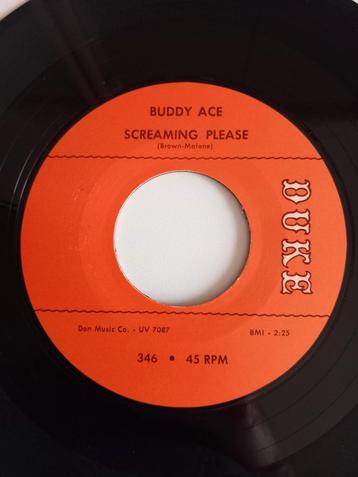 BUDDY ACE
SCREAMING PLEASE
(Brown-Malone)
DUKE
Don Music Co. - UV 7087
BMI - 2:25
346 • 45 RPM